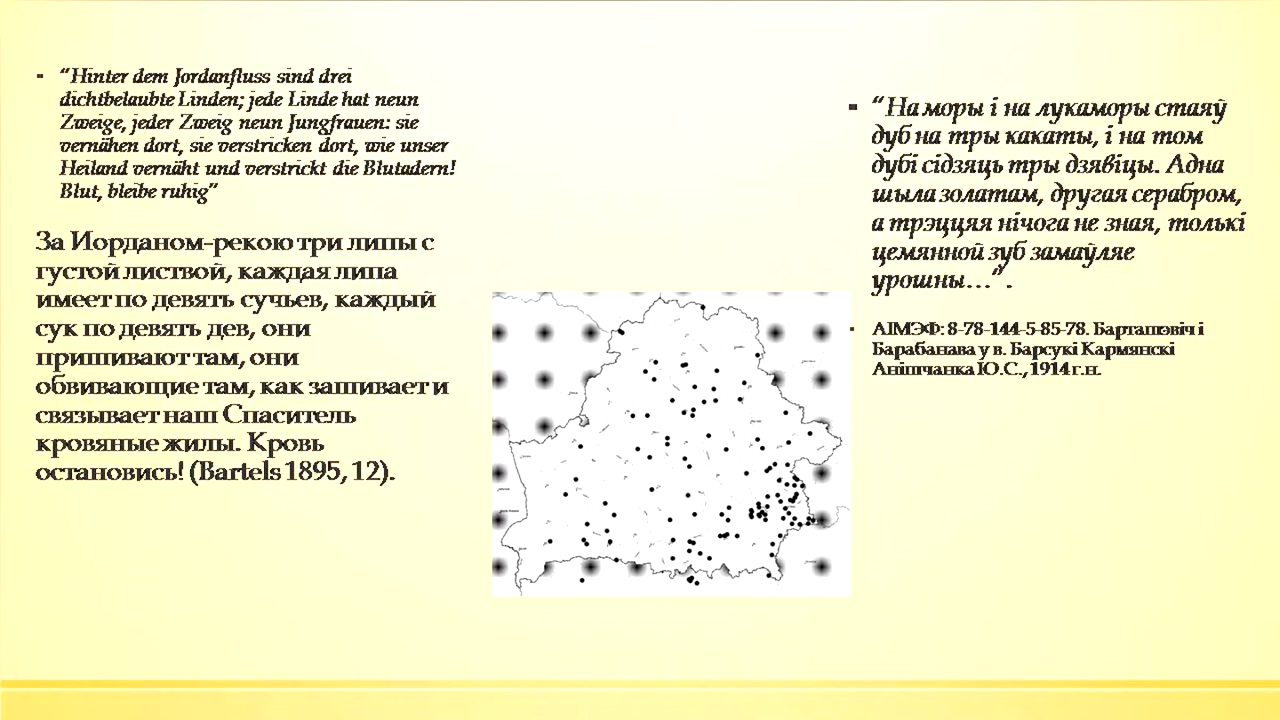 "Hinter dem Jordanfluss sind drei
dichtbelaubte Linden; jede Linde hat neun
Zweige, jeder Zweig neun Jungfrauen: sie
vernähen dort, sie verstricken dort, wie unser
Heiland vernäht und verstrickt die Blutadern!
Blut, bleibe ruhig"
За Иорданом-рекою три липы с
густой листвой, каждая липа
имеет по девять сучьев, каждый
сук по девять дев, они
пришивают там, они
обвивающие там, как зашивает и
связывает наш Спаситель
кровяные жилы. Кровь
остановись! (Bartels 1895, 12).
"На моры і на лукаморы стаяў
дуб на тры какаты, і на том
дубі сідзяць тры дзявіцы. Адна
шыла золатам, другая серабром,
а трэцяя нічога не зная, толькі
цемянной зуб замаўляе
урошны…".
АІМЭФ: 8-78-144-5-85-78. Барташэвіч і
Барабанава у в. Барсукі Кармянскі
Аніпчанка Ю.С., 1914 г.н.